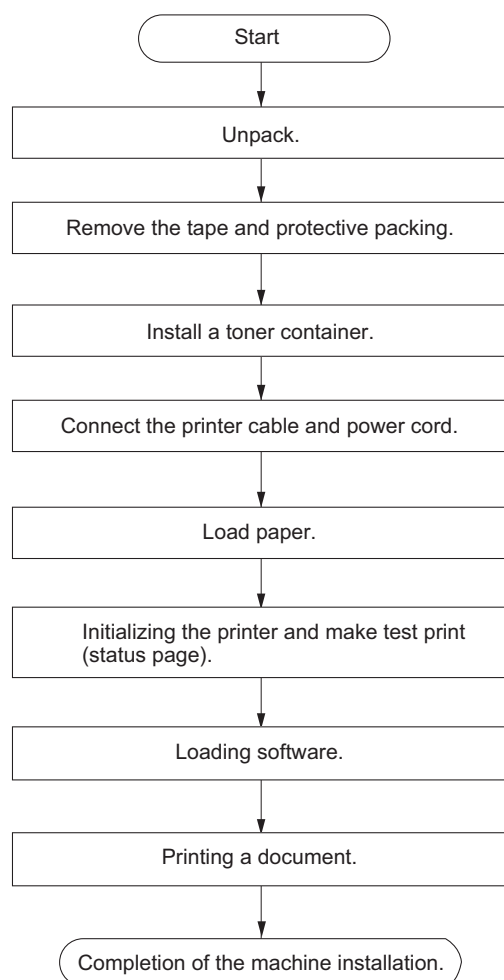 Start
Unpack.
Remove the tape and protective packing.
Install a toner container.
Connect the printer cable and power cord.
Load paper.
Initializing the printer and make test print
(status page).
Loading software.
Printing a document.
Completion of the machine installation.